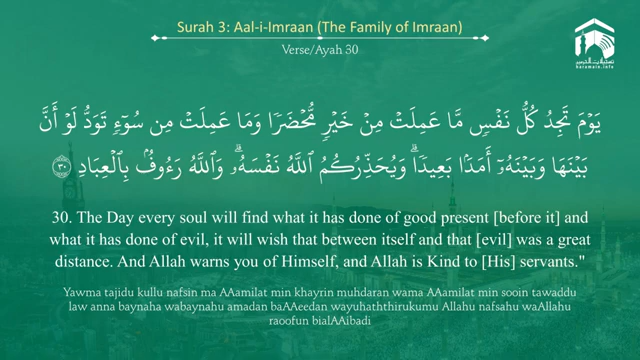 Surah 3: Aal-i-Imraan (The Family of Imraan)
Verse/Ayah 30
haramain.info
يَوْمَ تَجِدُ كُلُّ نَفْسٍ مَّا عَمِلَتْ مِنْ خَيْرٍ مُّحْضَرًا وَمَا عَمِلَتْ مِن سُوٓءٍ تَوَدُّ لَوْ أَنَّ
بَيْنَهَا وَبَيْنَهُۥٓ أَمَدًۢا بَعِيدًا ۗ وَيُحَذِّرُكُمُ ٱللَّهُ نَفْسَهُۥ ۗ وَٱللَّهُ رَءُوفٌۢ بِٱلْعِبَادِ ٣٠
30. The Day every soul will find what it has done of good present [before it] and
what it has done of evil, it will wish that between itself and that [evil] was a great
distance. And Allah warns you of Himself, and Allah is Kind to [His] servants."
Yawma tajidu kullu nafsin ma AAamilat min khayrin muhdaran wama AAamilat min sooin tawaddu
law anna baynaha wabaynahu amadan baAAeedan wayuhaththirukumu Allahu nafsahu waAllahu
raoofun bialAAibadi